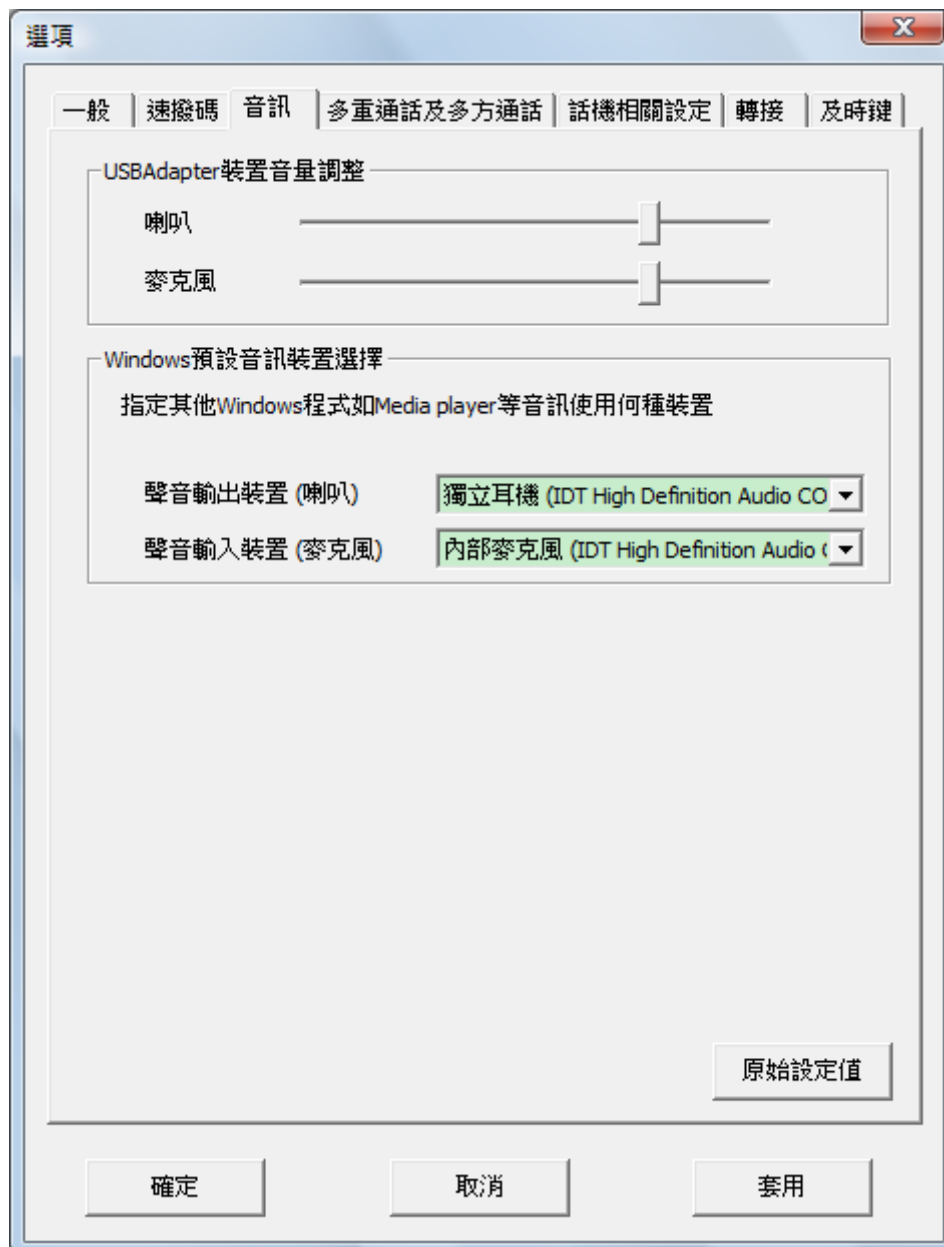 選項
一般 速撥碼 音訊 多重通話及多方通話 話機相關設定 轉接 及時鍵
USBAdapter裝置音量調整
喇叭
麥克風
Windows預設音訊裝置選擇
指定其他Windows程式如Media player等音訊使用何種裝置
聲音輸出裝置 (喇叭) 獨立耳機 (IDT High Definition Audio CO
聲音輸入裝置 (麥克風) 內部麥克風 (IDT High Definition Audio
原始設定值
確定 取消 套用